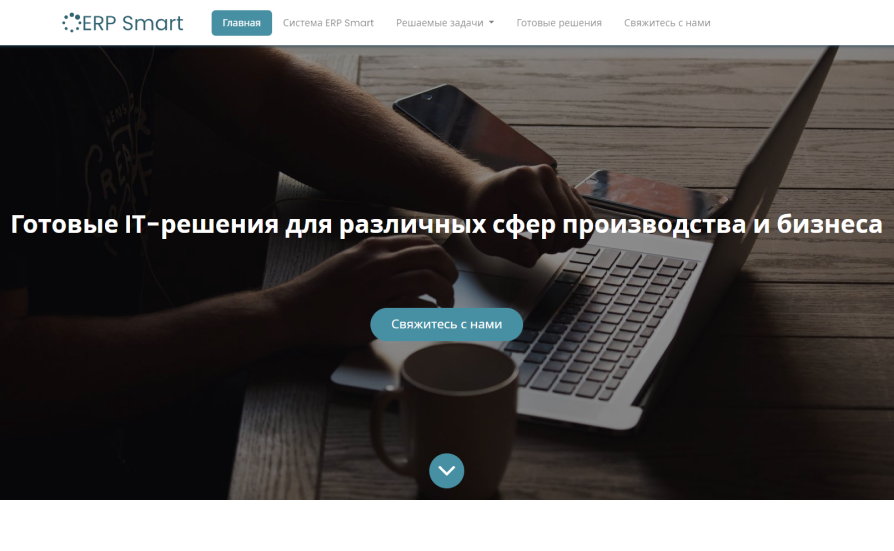 ERP Smart
Главная
Система ERP Smart
Решаемые задачи
Готовые решения
Свяжитесь с нами
Готовые IT-решения для различных сфер производства и бизнеса
Свяжитесь с нами